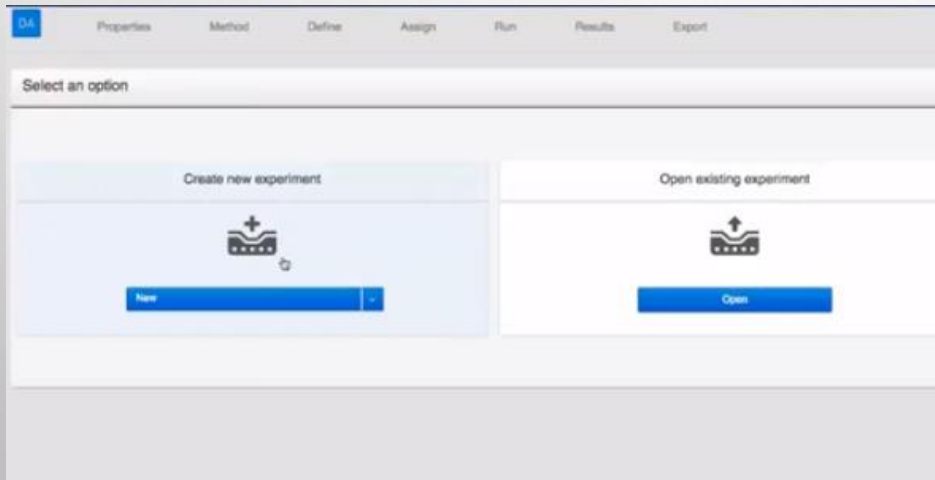 DA Properties Method Define Assign Run Results Export
Select an option
Create new experiment
Open existing experiment
New
Open